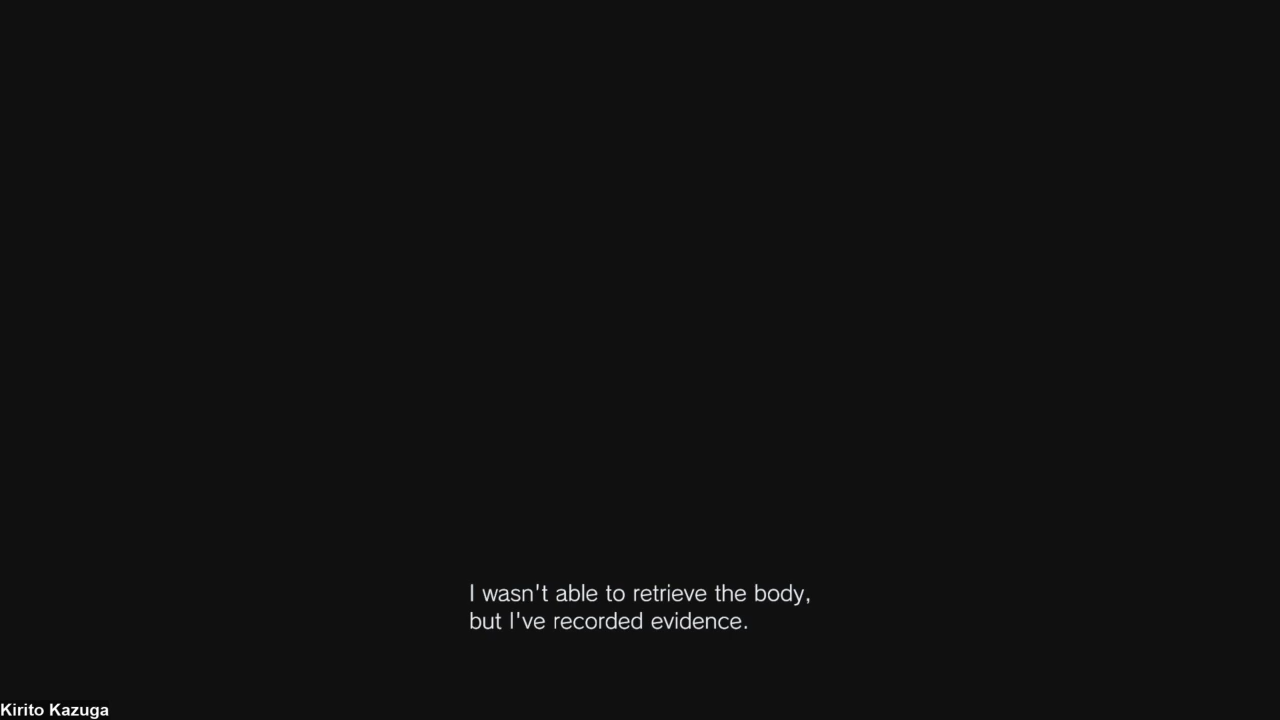 I wasn't able to retrieve the body,
but I've recorded evidence.
Kirito Kazuga